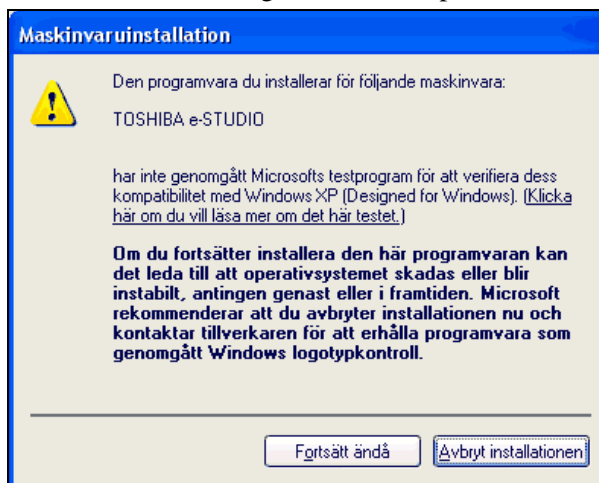 Maskinvaruinstallation
Den programvara du installerar för följande maskinvara:
TOSHIBA e-STUDIO
har inte genomgått Microsofts testprogram för att verifiera dess
kompatibilitet med Windows XP (Designed for Windows). (Klicka
här om du vill läsa mer om det här testet.)
Om du fortsätter installera den här programvaran kan
det leda till att operativsystemet skadas eller blir
instabilt, antingen genast eller i framtiden. Microsoft
rekommenderar att du avbryter installationen nu och
kontaktar tillverkaren för att erhålla programvara som
genomgått Windows logotypkontroll.
Fortsätt ändå
Avbryt installationen